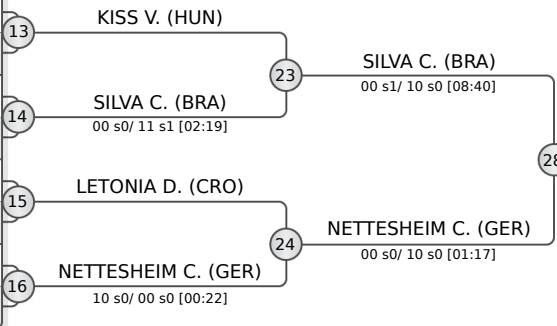 KISS V. (HUN)
13
SILVA C. (BRA)
23
00 s1/ 10 s0 [08:40]
SILVA C. (BRA)
14
00 s0/ 11 s1 [02:19]
28
LETONIA D. (CRO)
15
NETTESHEIM C. (GER)
24
00 s0/ 10 s0 [01:17]
NETTESHEIM C. (GER)
16
10 s0/ 00 s0 [00:22]